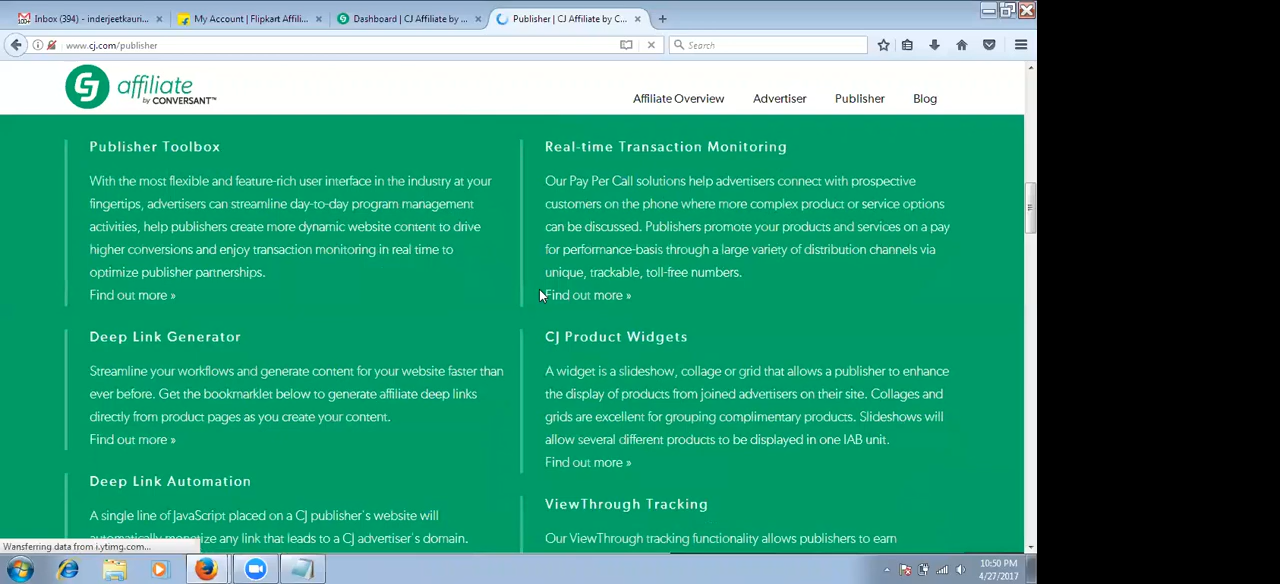 Inbox (394) - inderjeetkauri...
My Account | Flipkart Affili...
Dashboard | CJ Affiliate by ...
Publisher | CJ Affiliate by C...
www.cj.com/publisher
Search
affiliate
by CONVERSANT™
Affiliate Overview
Advertiser
Publisher
Blog
Publisher Toolbox
With the most flexible and feature-rich user interface in the industry at your
fingertips, advertisers can streamline day-to-day program management
activities, help publishers create more dynamic website content to drive
higher conversions and enjoy transaction monitoring in real time to
optimize publisher partnerships.
Find out more »
Real-time Transaction Monitoring
Our Pay Per Call solutions help advertisers connect with prospective
customers on the phone where more complex product or service options
can be discussed. Publishers promote your products and services on a pay
for performance-basis through a large variety of distribution channels via
unique, trackable, toll-free numbers.
Find out more »
Deep Link Generator
Streamline your workflows and generate content for your website faster than
ever before. Get the bookmarklet below to generate affiliate deep links
directly from product pages as you create your content.
Find out more »
CJ Product Widgets
A widget is a slideshow, collage or grid that allows a publisher to enhance
the display of products from joined advertisers on their site. Collages and
grids are excellent for grouping complimentary products. Slideshows will
allow several different products to be displayed in one IAB unit.
Find out more »
Deep Link Automation
A single line of JavaScript placed on a CJ publisher's website will
automatically monetize any link that leads to a CJ advertiser's domain.
ViewThrough Tracking
Our ViewThrough tracking functionality allows publishers to earn
Wansferring data from i.ytimg.com...
10:50 PM
4/27/2017